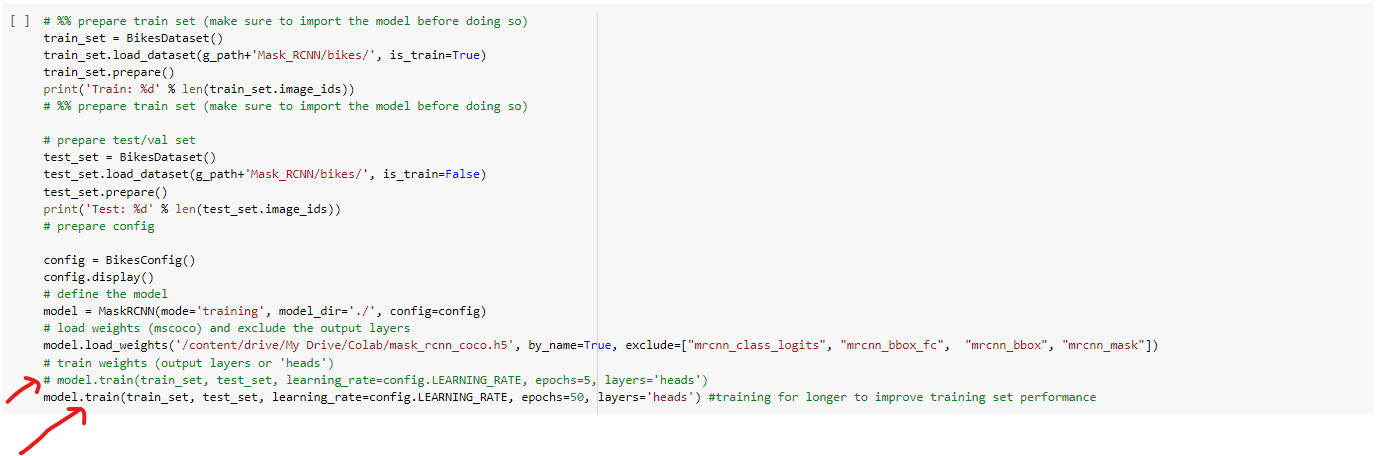 [ ] # %% prepare train set (make sure to import the model before doing so)
train_set = BikesDataset()
train_set.load_dataset(g_path+'Mask_RCNN/bikes/', is_train=True)
train_set.prepare()
print('Train: %d' % len(train_set.image_ids))
# %% prepare train set (make sure to import the model before doing so)
# prepare test/val set
test_set = BikesDataset()
test_set.load_dataset(g_path+'Mask_RCNN/bikes/', is_train=False)
test_set.prepare()
print('Test: %d' % len(test_set.image_ids))
# prepare config
config = BikesConfig()
config.display()
# define the model
model = MaskRCNN(mode='training', model_dir='./', config=config)
# load weights (mscoco) and exclude the output layers
model.load_weights('/content/drive/My Drive/Colab/mask_rcnn_coco.h5', by_name=True, exclude=["mrcnn_class_logits", "mrcnn_bbox_fc",  "mrcnn_bbox", "mrcnn_mask"])
# train weights (output layers or 'heads')
# model.train(train_set, test_set, learning_rate=config.LEARNING_RATE, epochs=5, layers='heads')
model.train(train_set, test_set, learning_rate=config.LEARNING_RATE, epochs=50, layers='heads') #training for longer to improve training set performance